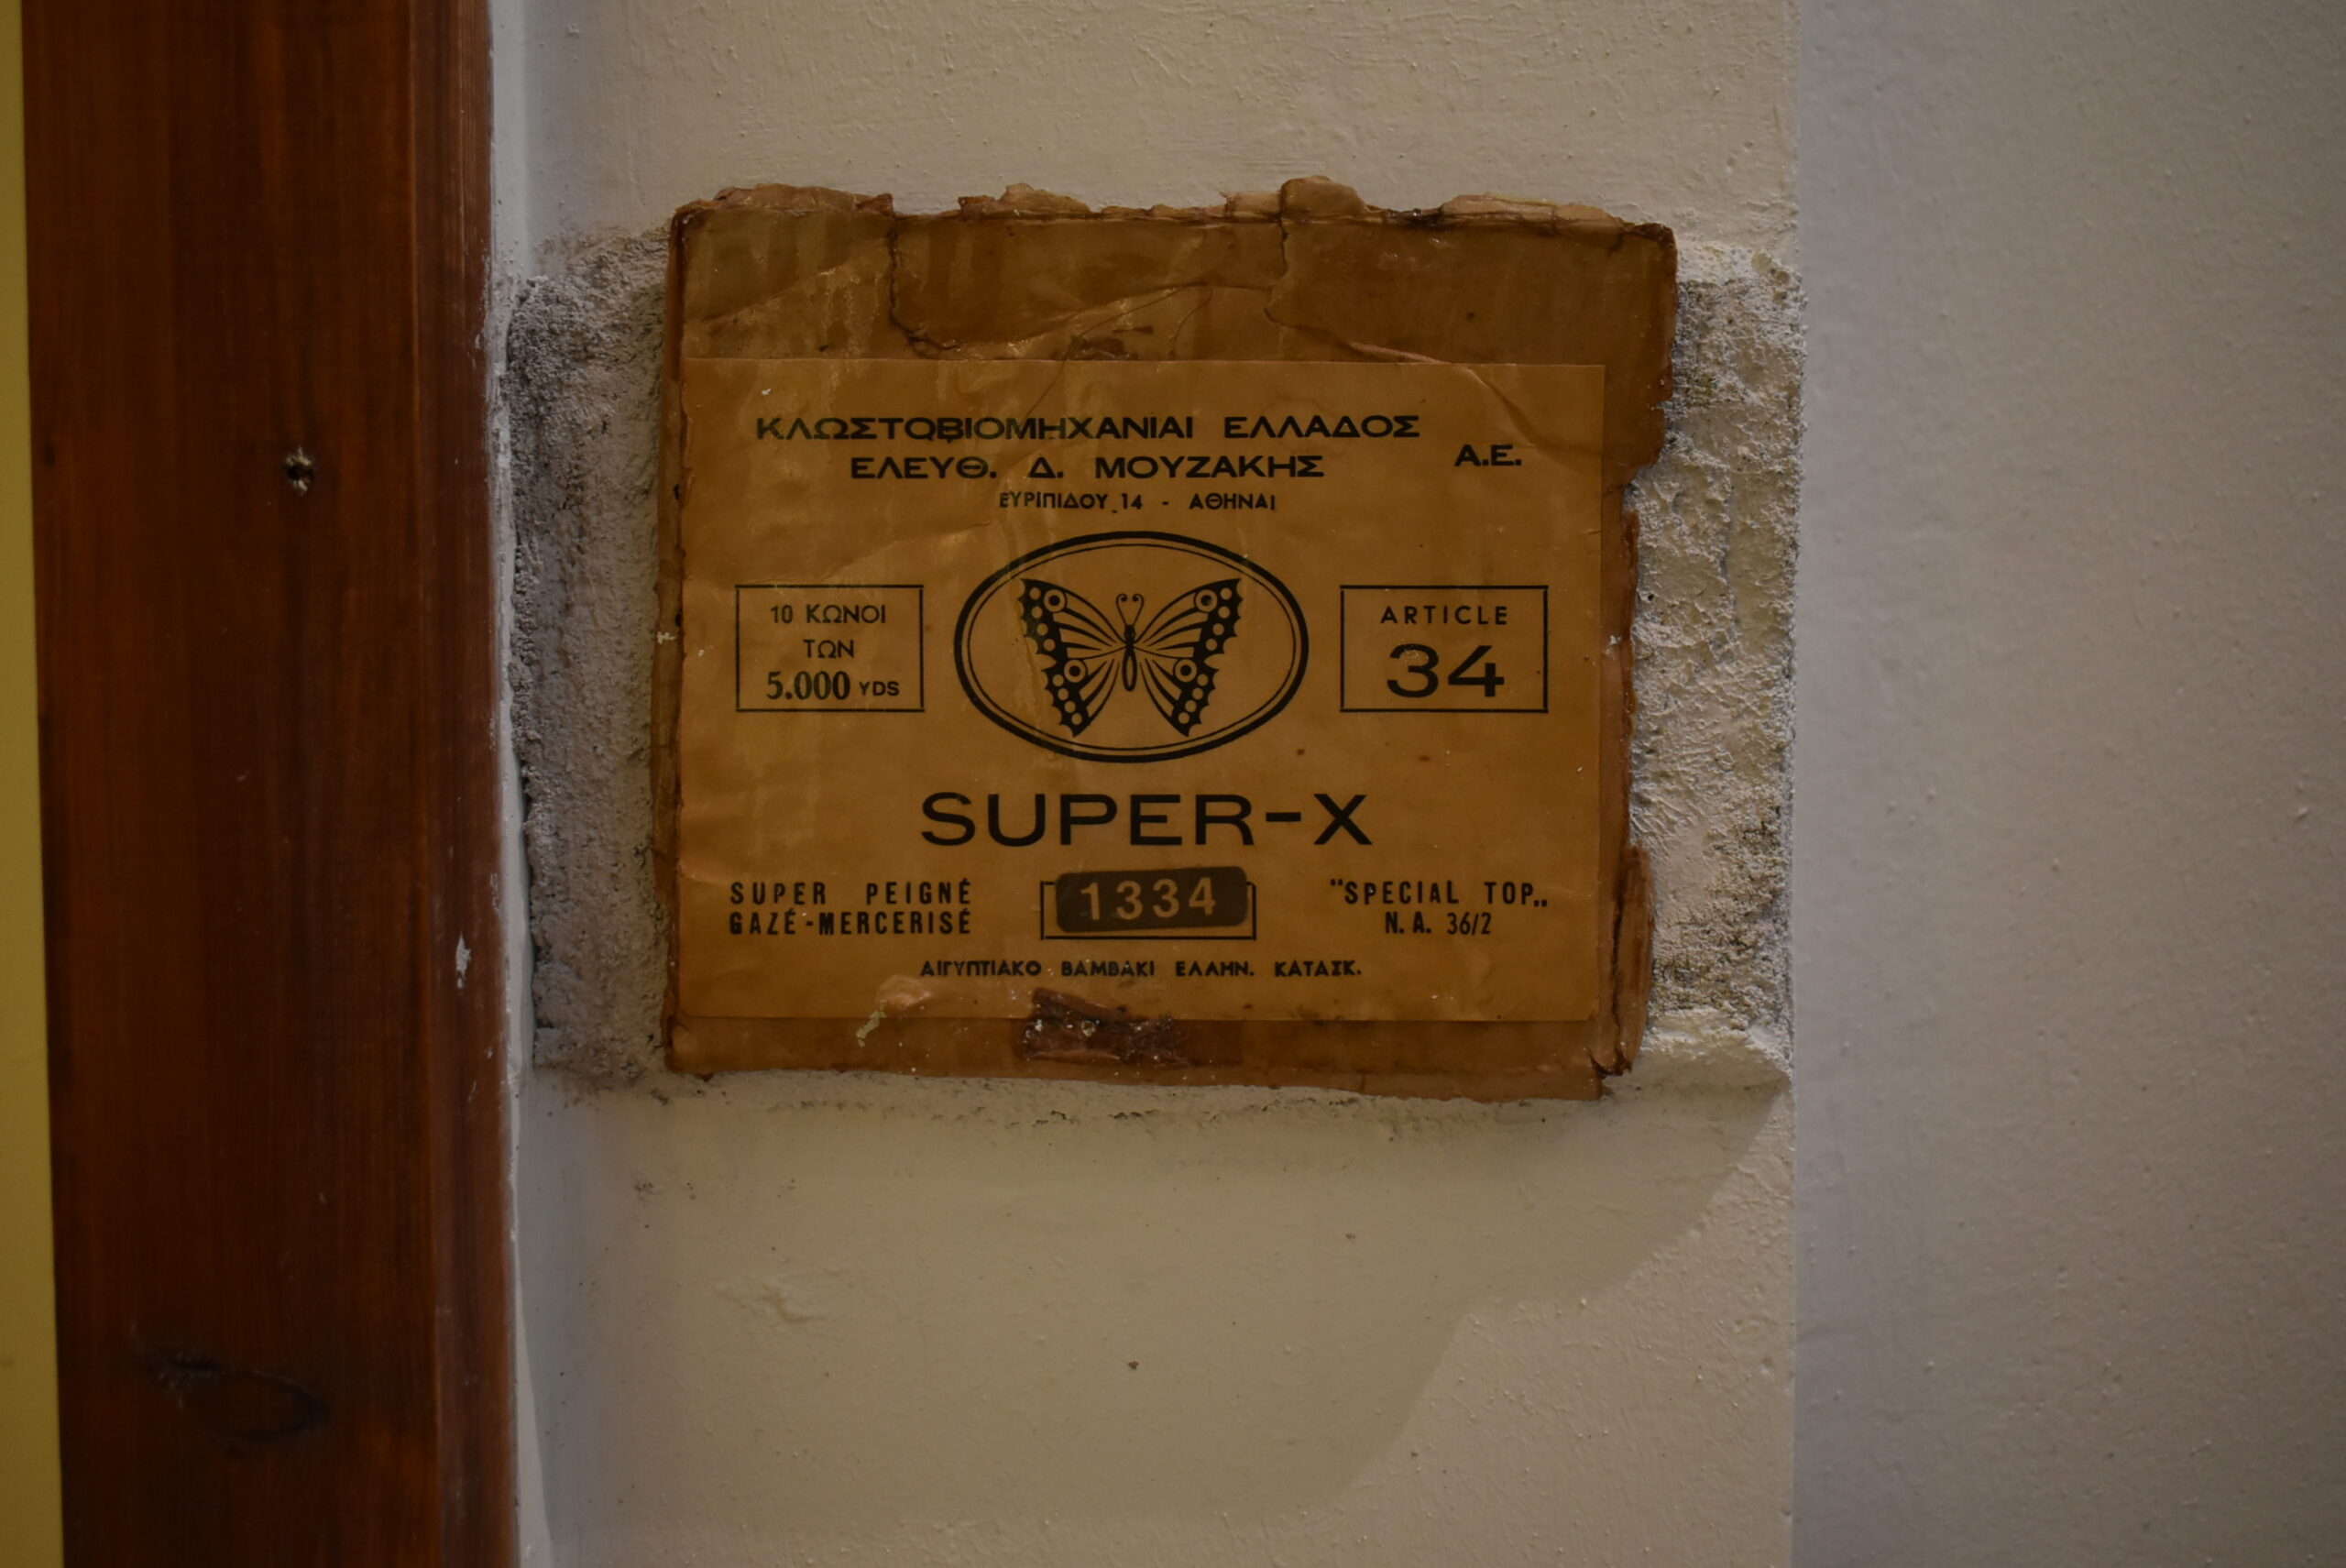 ΚΛΩΣΤΟΒΙΟΜΗΧΑΝΙΑΙ ΕΛΛΑΔΟΣ
ΕΛΕΥΘ. Δ. ΜΟΥΖΑΚΗΣ Α.Ε.
ΕΥΡΙΠΙΔΟΥ 14 - ΑΘΗΝΑΙ
10 ΚΩΝΟΙ
ΤΩΝ
5.000 YDS
ARTICLE
34
SUPER-X
SUPER PEIGNÉ
GAZÉ-MERCERISÉ
1334
"SPECIAL TOP„
N.A. 36/2
ΑΙΓΥΠΤΙΑΚΟ ΒΑΜΒΑΚΙ ΕΛΛΗΝ. ΚΑΤΑΣΚ.